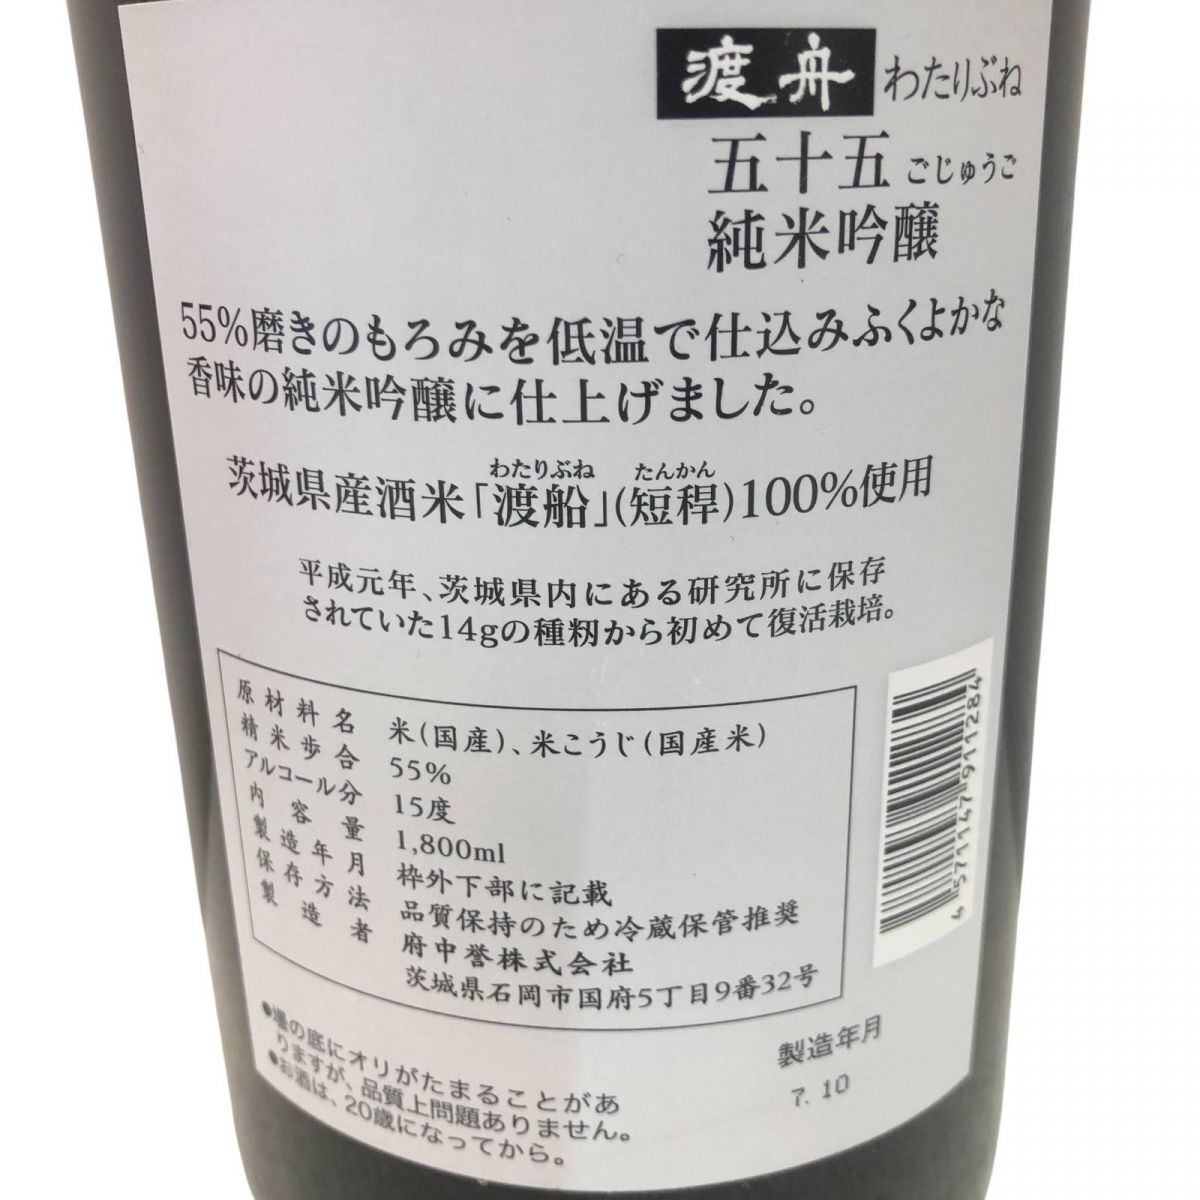 渡舟 わたりぶね
五十五 ごじゅうご
純米吟醸
55%磨きのもろみを低温で仕込みふくよかな
香味の純米吟醸に仕上げました。
わたりぶね たんかん
茨城県産酒米「渡船」(短稈)100%使用
平成元年、茨城県内にある研究所に保存
されていた14gの種籾から初めて復活栽培。
原材料名 米(国産)、米こうじ(国産米)
精米歩合 55%
アルコール分 15度
内容量 1,800ml
製造年月 枠外下部に記載
保存方法 品質保持のため冷蔵保管推奨
製造者 府中誉株式会社
茨城県石岡市国府5丁目9番32号
4 571147 911284
●壜の底にオリがたまることがあ
りますが、品質上問題ありません。
●お酒は、20歳になってから。
製造年月
7. 10